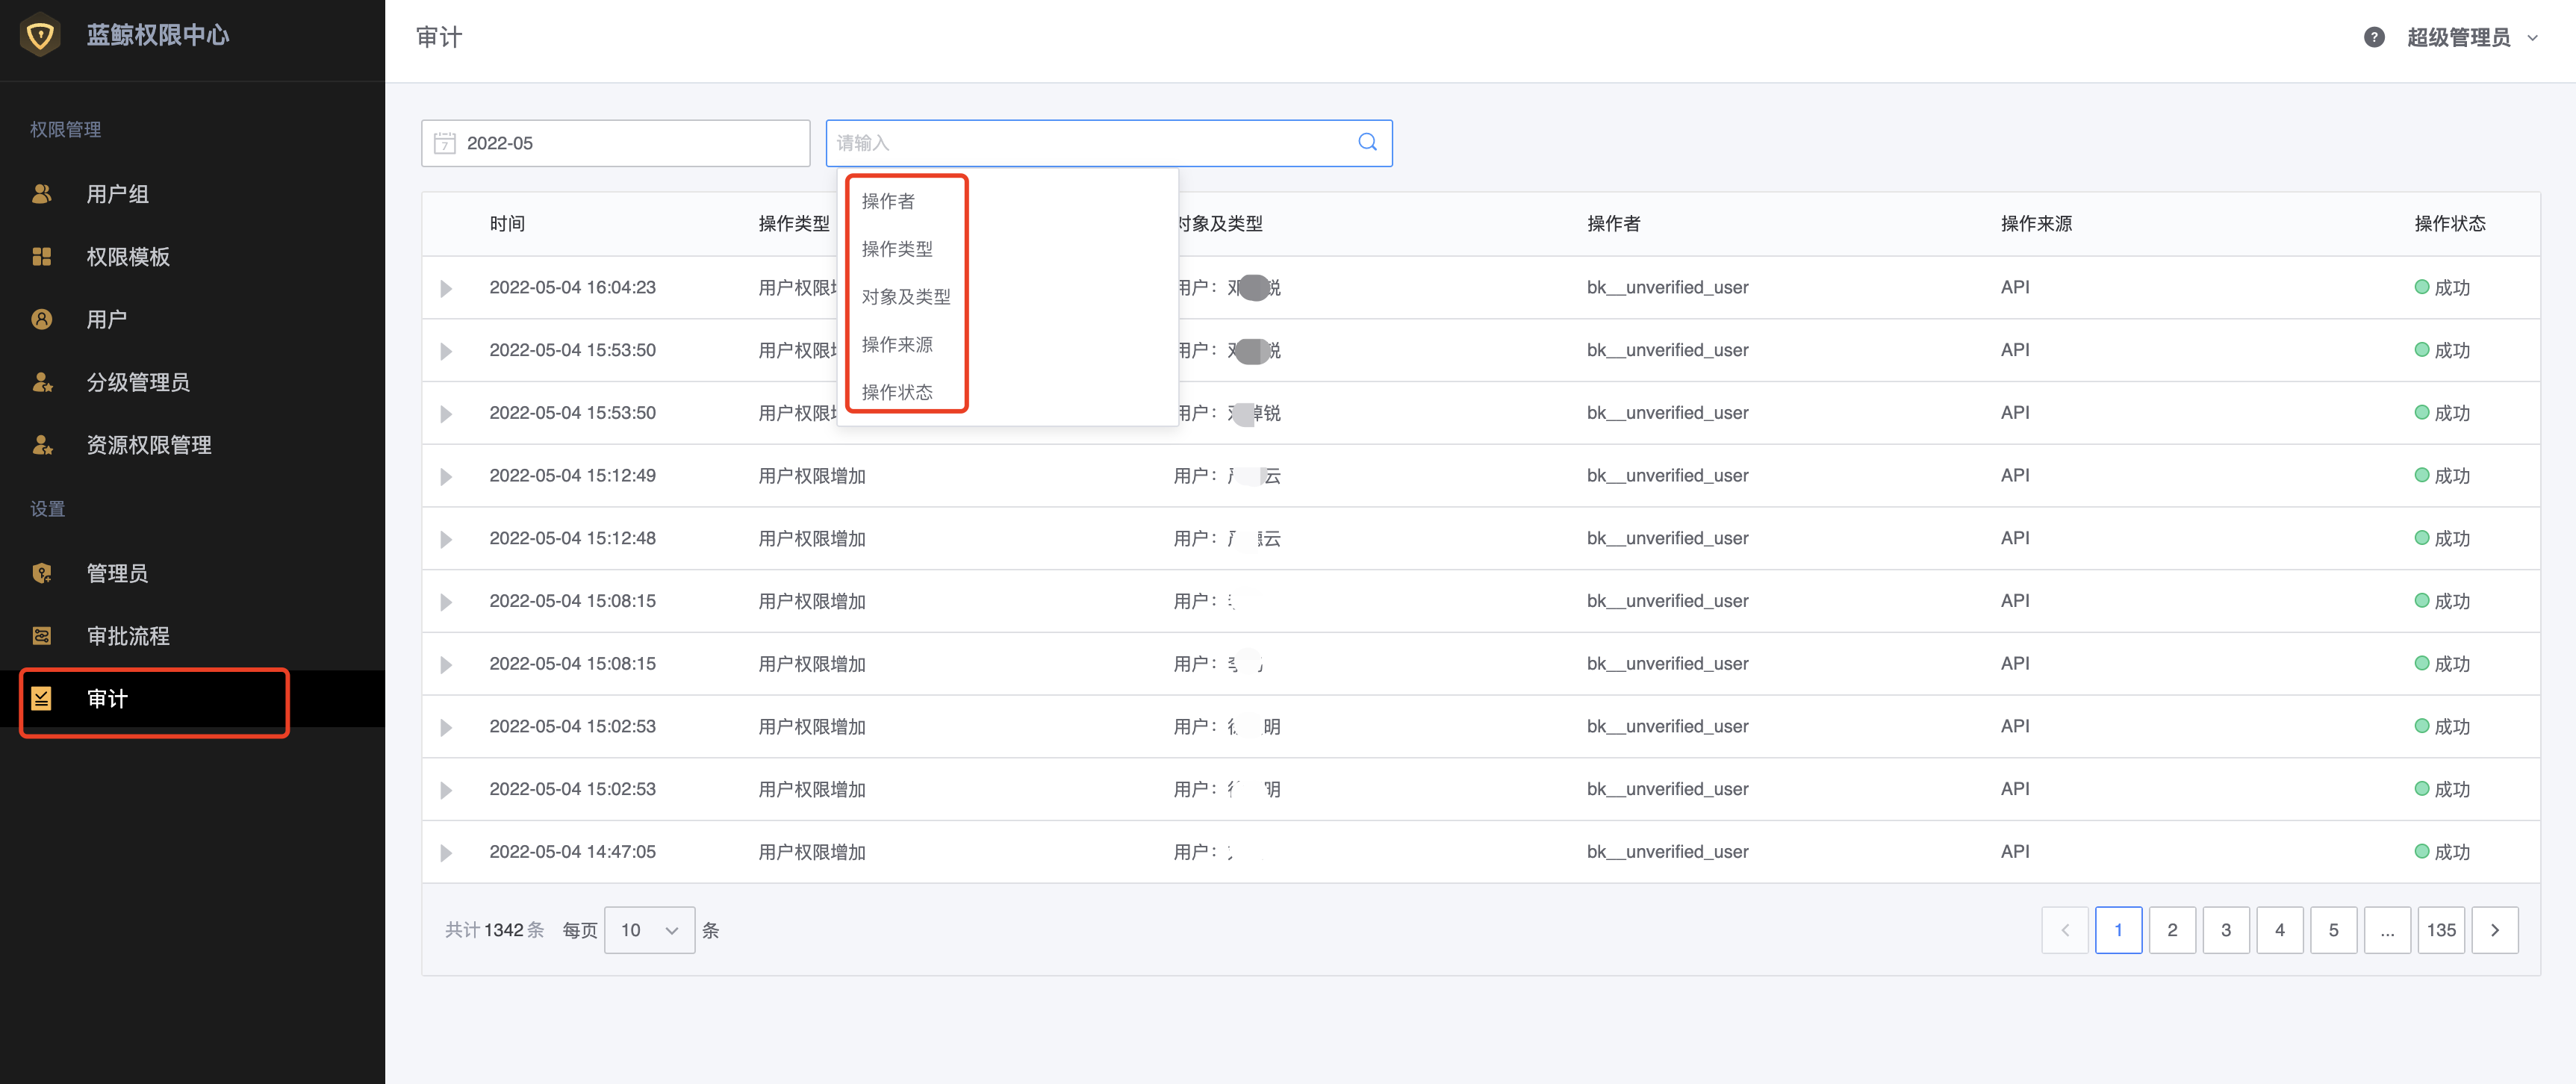 蓝鲸权限中心
审计
超级管理员
权限管理
用户组
权限模板
用户
分级管理员
资源权限管理
设置
管理员
审批流程
审计
2022-05
请输入
操作者
操作类型
对象及类型
操作来源
操作状态
时间 操作类型 对象及类型 操作者 操作来源 操作状态
2022-05-04 16:04:23 用户权限 用户： bk__unverified_user API 成功
2022-05-04 15:53:50 用户权限 用户： bk__unverified_user API 成功
2022-05-04 15:53:50 用户权限 用户： 锐 bk__unverified_user API 成功
2022-05-04 15:12:49 用户权限增加 用户： 云 bk__unverified_user API 成功
2022-05-04 15:12:48 用户权限增加 用户： 云 bk__unverified_user API 成功
2022-05-04 15:08:15 用户权限增加 用户： bk__unverified_user API 成功
2022-05-04 15:08:15 用户权限增加 用户： bk__unverified_user API 成功
2022-05-04 15:02:53 用户权限增加 用户： 明 bk__unverified_user API 成功
2022-05-04 15:02:53 用户权限增加 用户： 明 bk__unverified_user API 成功
2022-05-04 14:47:05 用户权限增加 用户： bk__unverified_user API 成功
共计 1342 条 每页 10 条 1 2 3 4 5 ... 135